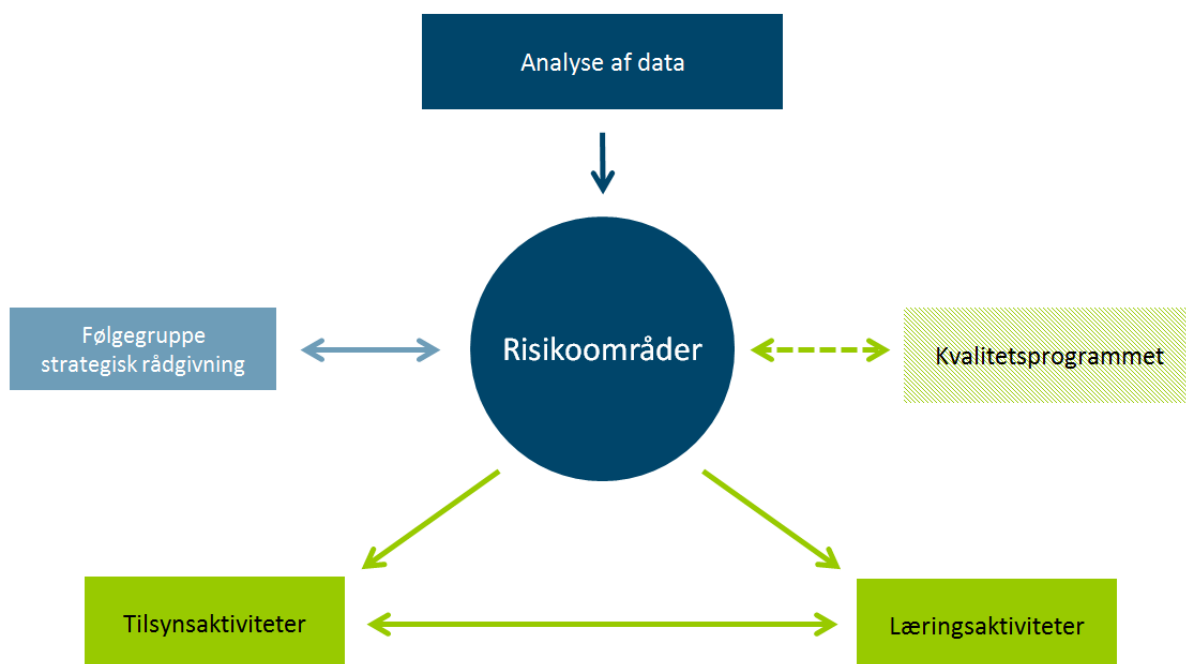 Analyse af data
Følgegruppe
strategisk rådgivning
Risikoområder
Kvalitetsprogrammet
Tilsynsaktiviteter
Læringsaktiviteter